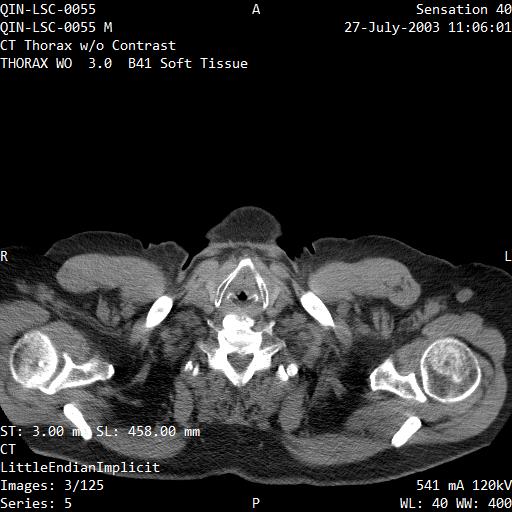 QIN-LSC-0055 A Sensation 40
QIN-LSC-0055 M 27-July-2003 11:06:01
CT Thorax w/o Contrast
THORAX WO 3.0 B41 Soft Tissue
R L
ST: 3.00 mm SL: 458.00 mm
CT
LittleEndianImplicit
Images: 3/125 541 mA 120kV
Series: 5 P WL: 40 WW: 400